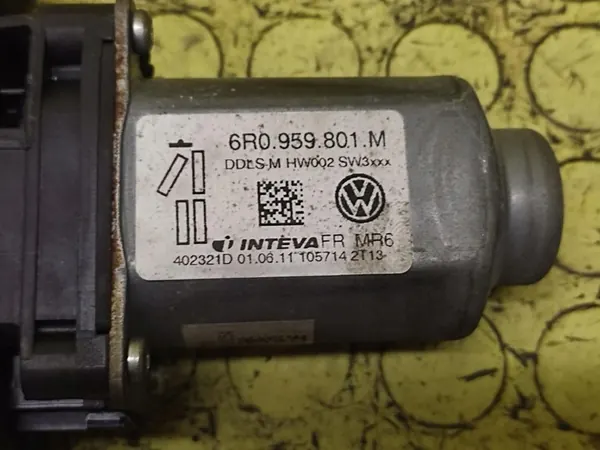 6R0.959.801.M
DDLS M HW002 SW3xxx
INTEVA FR MR6
402321D 01.06.11 105714 2T13